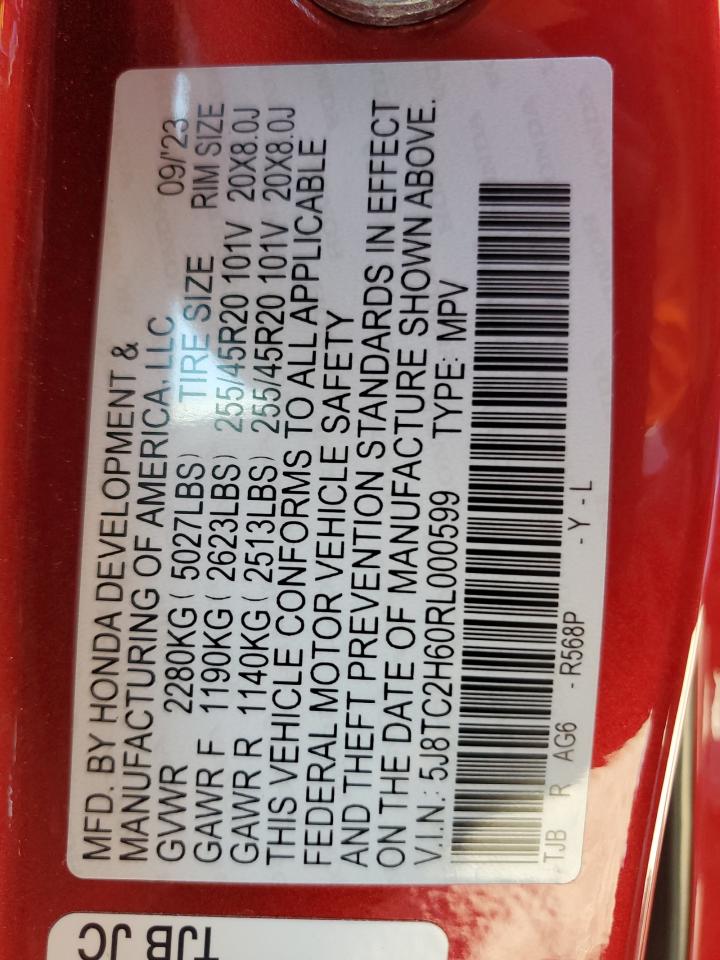 MFD. BY HONDA DEVELOPMENT &
MANUFACTURING OF AMERICA, LLC 09/'23
GVWR 2280KG ( 5027LBS) TIRE SIZE RIM SIZE
GAWR F 1190KG ( 2623LBS) 255/45R20 101V 20X8.0J
GAWR R 1140KG ( 2513LBS) 255/45R20 101V 20X8.0J
THIS VEHICLE CONFORMS TO ALL APPLICABLE
FEDERAL MOTOR VEHICLE SAFETY
AND THEFT PREVENTION STANDARDS IN EFFECT
ON THE DATE OF MANUFACTURE SHOWN ABOVE.
V.I.N.: 5J8TC2H60RL000599 TYPE: MPV
TJB R AG6 -R568P -Y-L
TJB JC